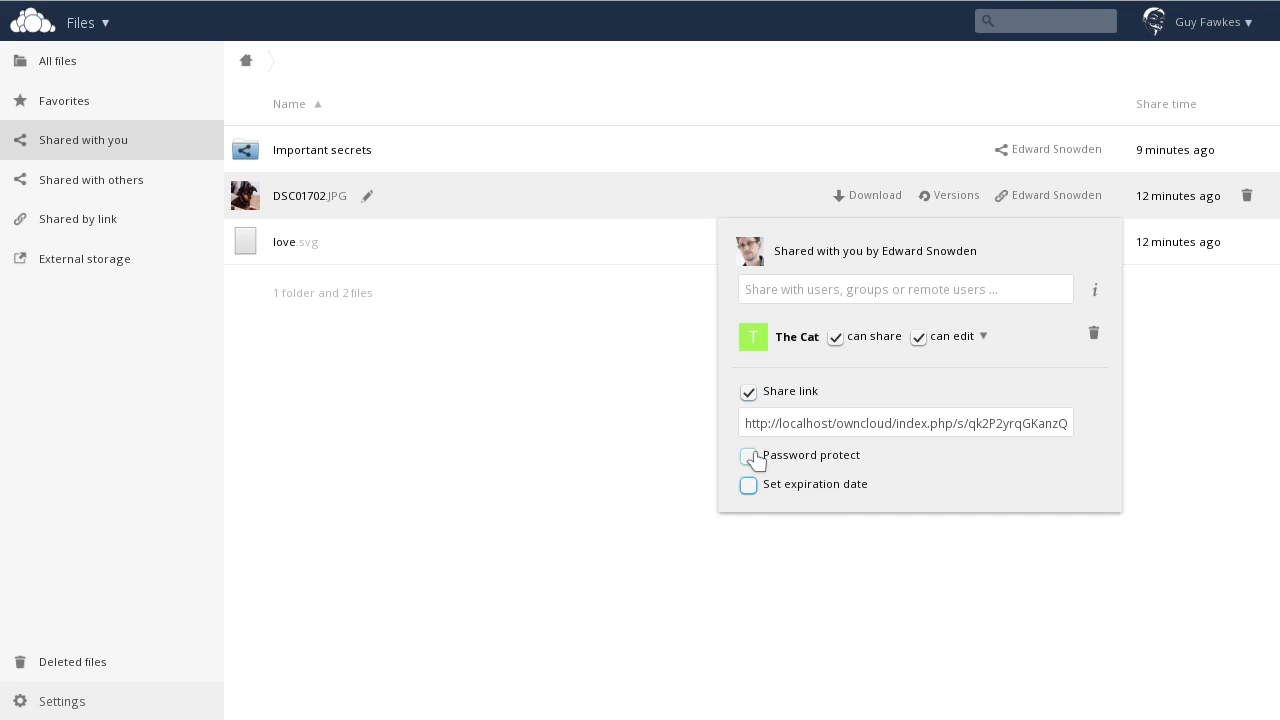 Files ▼
Guy Fawkes ▼
All files
Favorites
Shared with you
Shared with others
Shared by link
External storage
Deleted files
Settings
Name ▲ Share time
Important secrets Edward Snowden 9 minutes ago
DSC01702.JPG Download Versions Edward Snowden 12 minutes ago
love.svg 12 minutes ago
1 folder and 2 files
Shared with you by Edward Snowden
Share with users, groups or remote users ...
i
T The Cat can share can edit
Share link
http://localhost/owncloud/index.php/s/qk2P2yrqGKanzQ
Password protect
Set expiration date